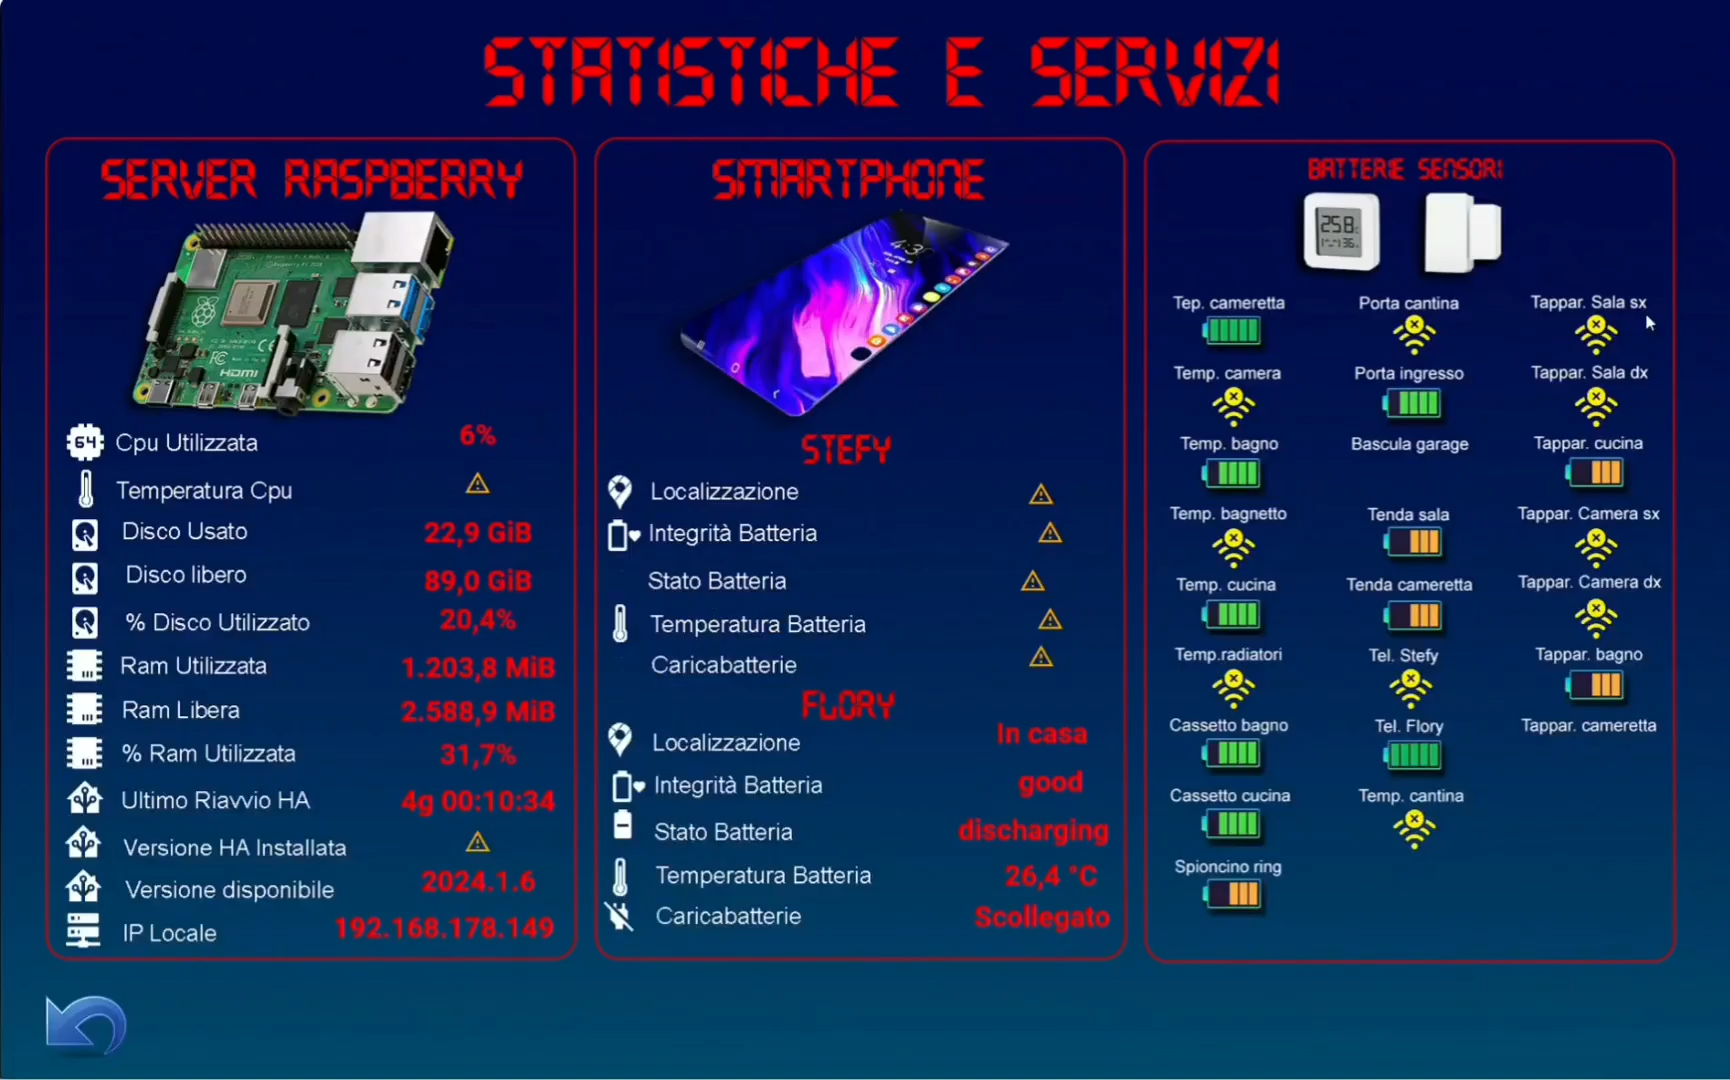 STATISTICHE E SERVIZI
SERVER RASPBERRY
HDMI
Cpu Utilizzata 6%
64
Temperatura Cpu
Disco Usato 22,9 GiB
Disco libero 89,0 GiB
% Disco Utilizzato 20,4%
Ram Utilizzata 1.203,8 MiB
Ram Libera 2.588,9 MiB
% Ram Utilizzata 31,7%
Ultimo Riavvio HA 4g 00:10:34
Versione HA Installata
Versione disponibile 2024.1.6
IP Locale 192.168.178.149
SMARTPHONE
STEFY
Localizzazione
Integrità Batteria
Stato Batteria
Temperatura Batteria
Caricabatterie
FLORY
Localizzazione In casa
Integrità Batteria good
Stato Batteria discharging
Temperatura Batteria 26,4 °C
Caricabatterie Scollegato
BATTERIE SENSORI
25.8
36
Tep. cameretta Porta cantina Tappar. Sala sx
Temp. camera Porta ingresso Tappar. Sala dx
Temp. bagno Bascula garage Tappar. cucina
Temp. bagnetto Tenda sala Tappar. Camera sx
Temp. cucina Tenda cameretta Tappar. Camera dx
Temp.radiatori Tel. Stefy Tappar. bagno
Cassetto bagno Tel. Flory Tappar. cameretta
Cassetto cucina Temp. cantina
Spioncino ring